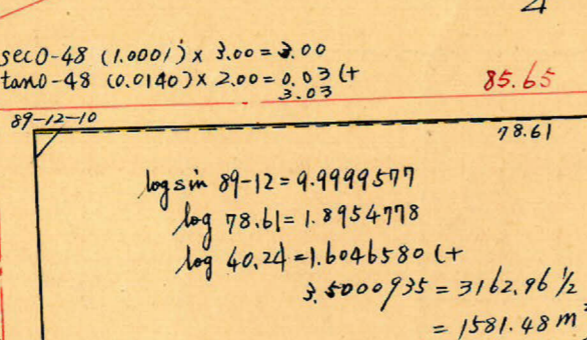 sec0-48 (1.0001) x 3.00 = 3.00
tan0-48 (0.0140) x 2.00 = 0.03 (+
3.03
85.65
89-12-10
78.61
log sin 89-12 = 9.9999577
log 78.61 = 1.8954778
log 40.24 = 1.6046580 (+
3.5000935 = 3162.96 1/2
= 1581.48 m